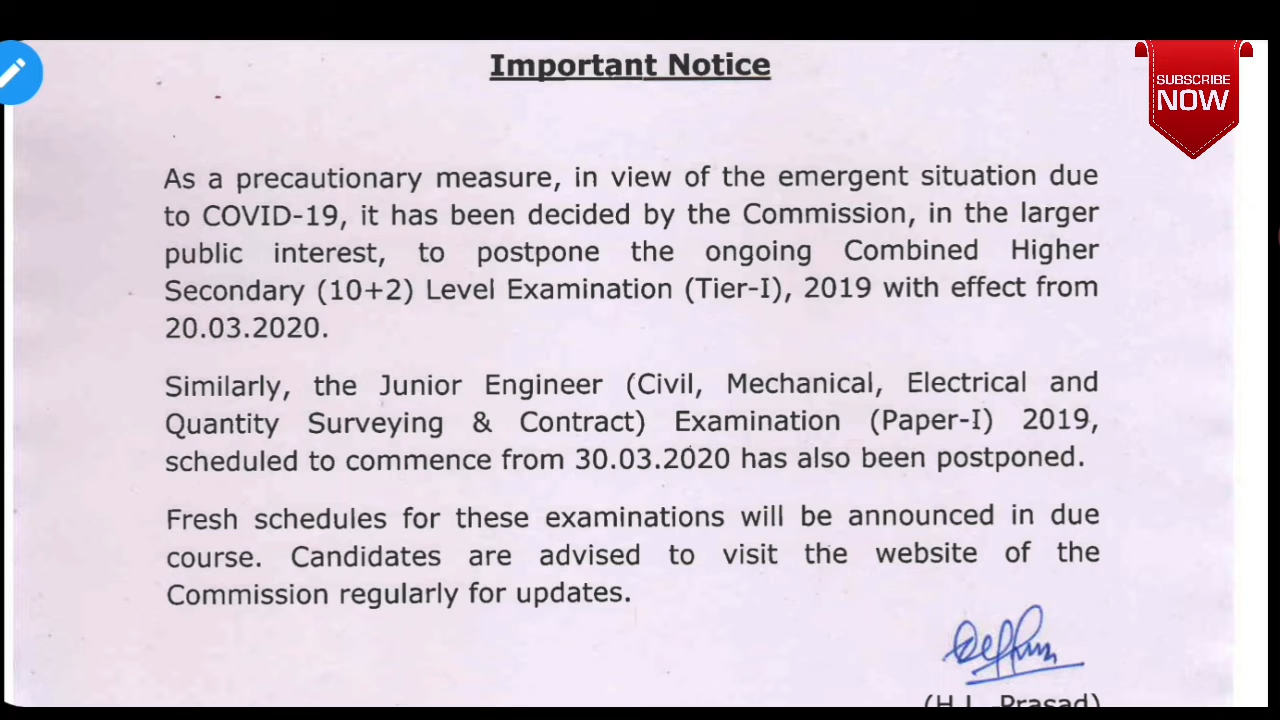 Important Notice
SUBSCRIBE
NOW
As a precautionary measure, in view of the emergent situation due
to COVID-19, it has been decided by the Commission, in the larger
public interest, to postpone the ongoing Combined Higher
Secondary (10+2) Level Examination (Tier-I), 2019 with effect from
20.03.2020.
Similarly, the Junior Engineer (Civil, Mechanical, Electrical and
Quantity Surveying & Contract) Examination (Paper-I) 2019,
scheduled to commence from 30.03.2020 has also been postponed.
Fresh schedules for these examinations will be announced in due
course. Candidates are advised to visit the website of the
Commission regularly for updates.
(H.L. Prasad)